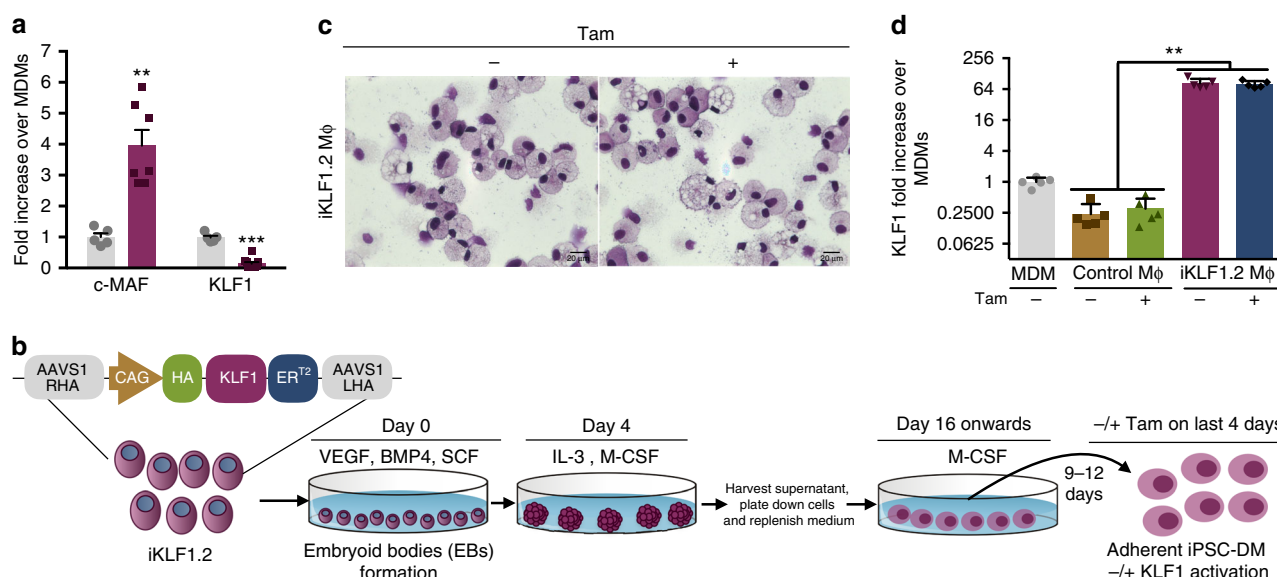 a
Fold increase over MDMs
7
6
5
4
3
2
1
0
**
***
c-MAF
KLF1
c
Tam
–
+
iKLF1.2 Mϕ
20 μm
20 μm
d
KLF1 fold increase over
MDMs
256
64
16
4
1
0.2500
0.0625
**
MDM
Control Mϕ
iKLF1.2 Mϕ
Tam
–
–
+
–
+
b
AAVS1
RHA
CAG
HA
KLF1
ERT2
AAVS1
LHA
iKLF1.2
Day 0
VEGF, BMP4, SCF
Embryoid bodies (EBs)
formation
Day 4
IL-3 , M-CSF
Harvest supernatant,
plate down cells
and replenish medium
Day 16 onwards
M-CSF
9–12
days
–/+ Tam on last 4 days
Adherent iPSC-DM
–/+ KLF1 activation